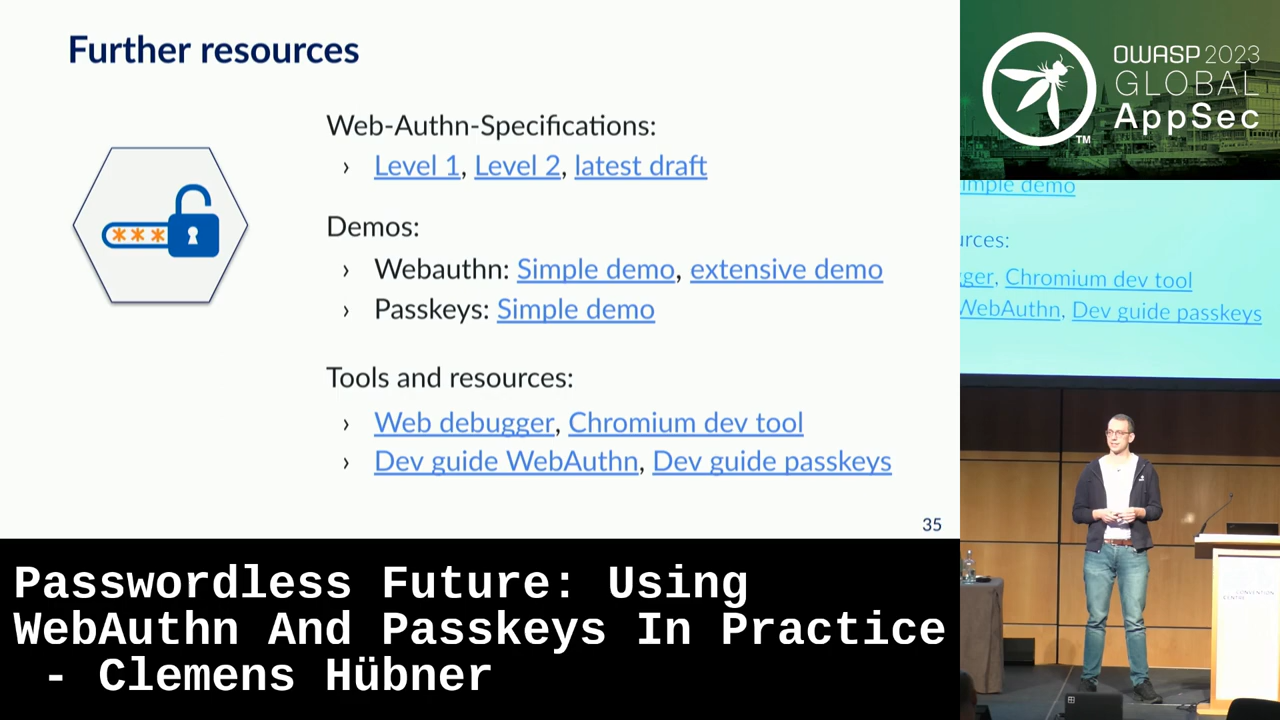 Further resources
Web-Authn-Specifications:
› Level 1, Level 2, latest draft
Demos:
› Webauthn: Simple demo, extensive demo
› Passkeys: Simple demo
Tools and resources:
› Web debugger, Chromium dev tool
› Dev guide WebAuthn, Dev guide passkeys
35
Passwordless Future: Using
WebAuthn And Passkeys In Practice
- Clemens Hübner
OWASP 2023
GLOBAL
AppSec
TM
imple demo
urces:
gger, Chromium dev tool
WebAuthn, Dev guide passkeys